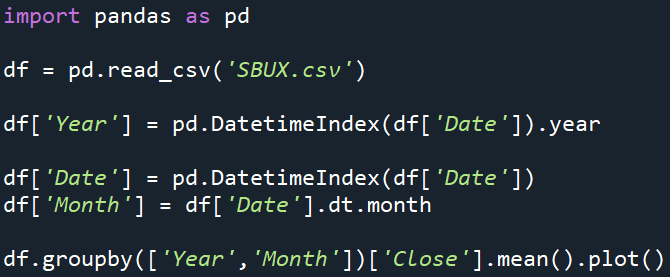 import pandas as pd
df = pd.read_csv('SBUX.csv')
df['Year'] = pd.DatetimeIndex(df['Date']).year
df['Date'] = pd.DatetimeIndex(df['Date'])
df['Month'] = df['Date'].dt.month
df.groupby(['Year','Month'])['Close'].mean().plot()